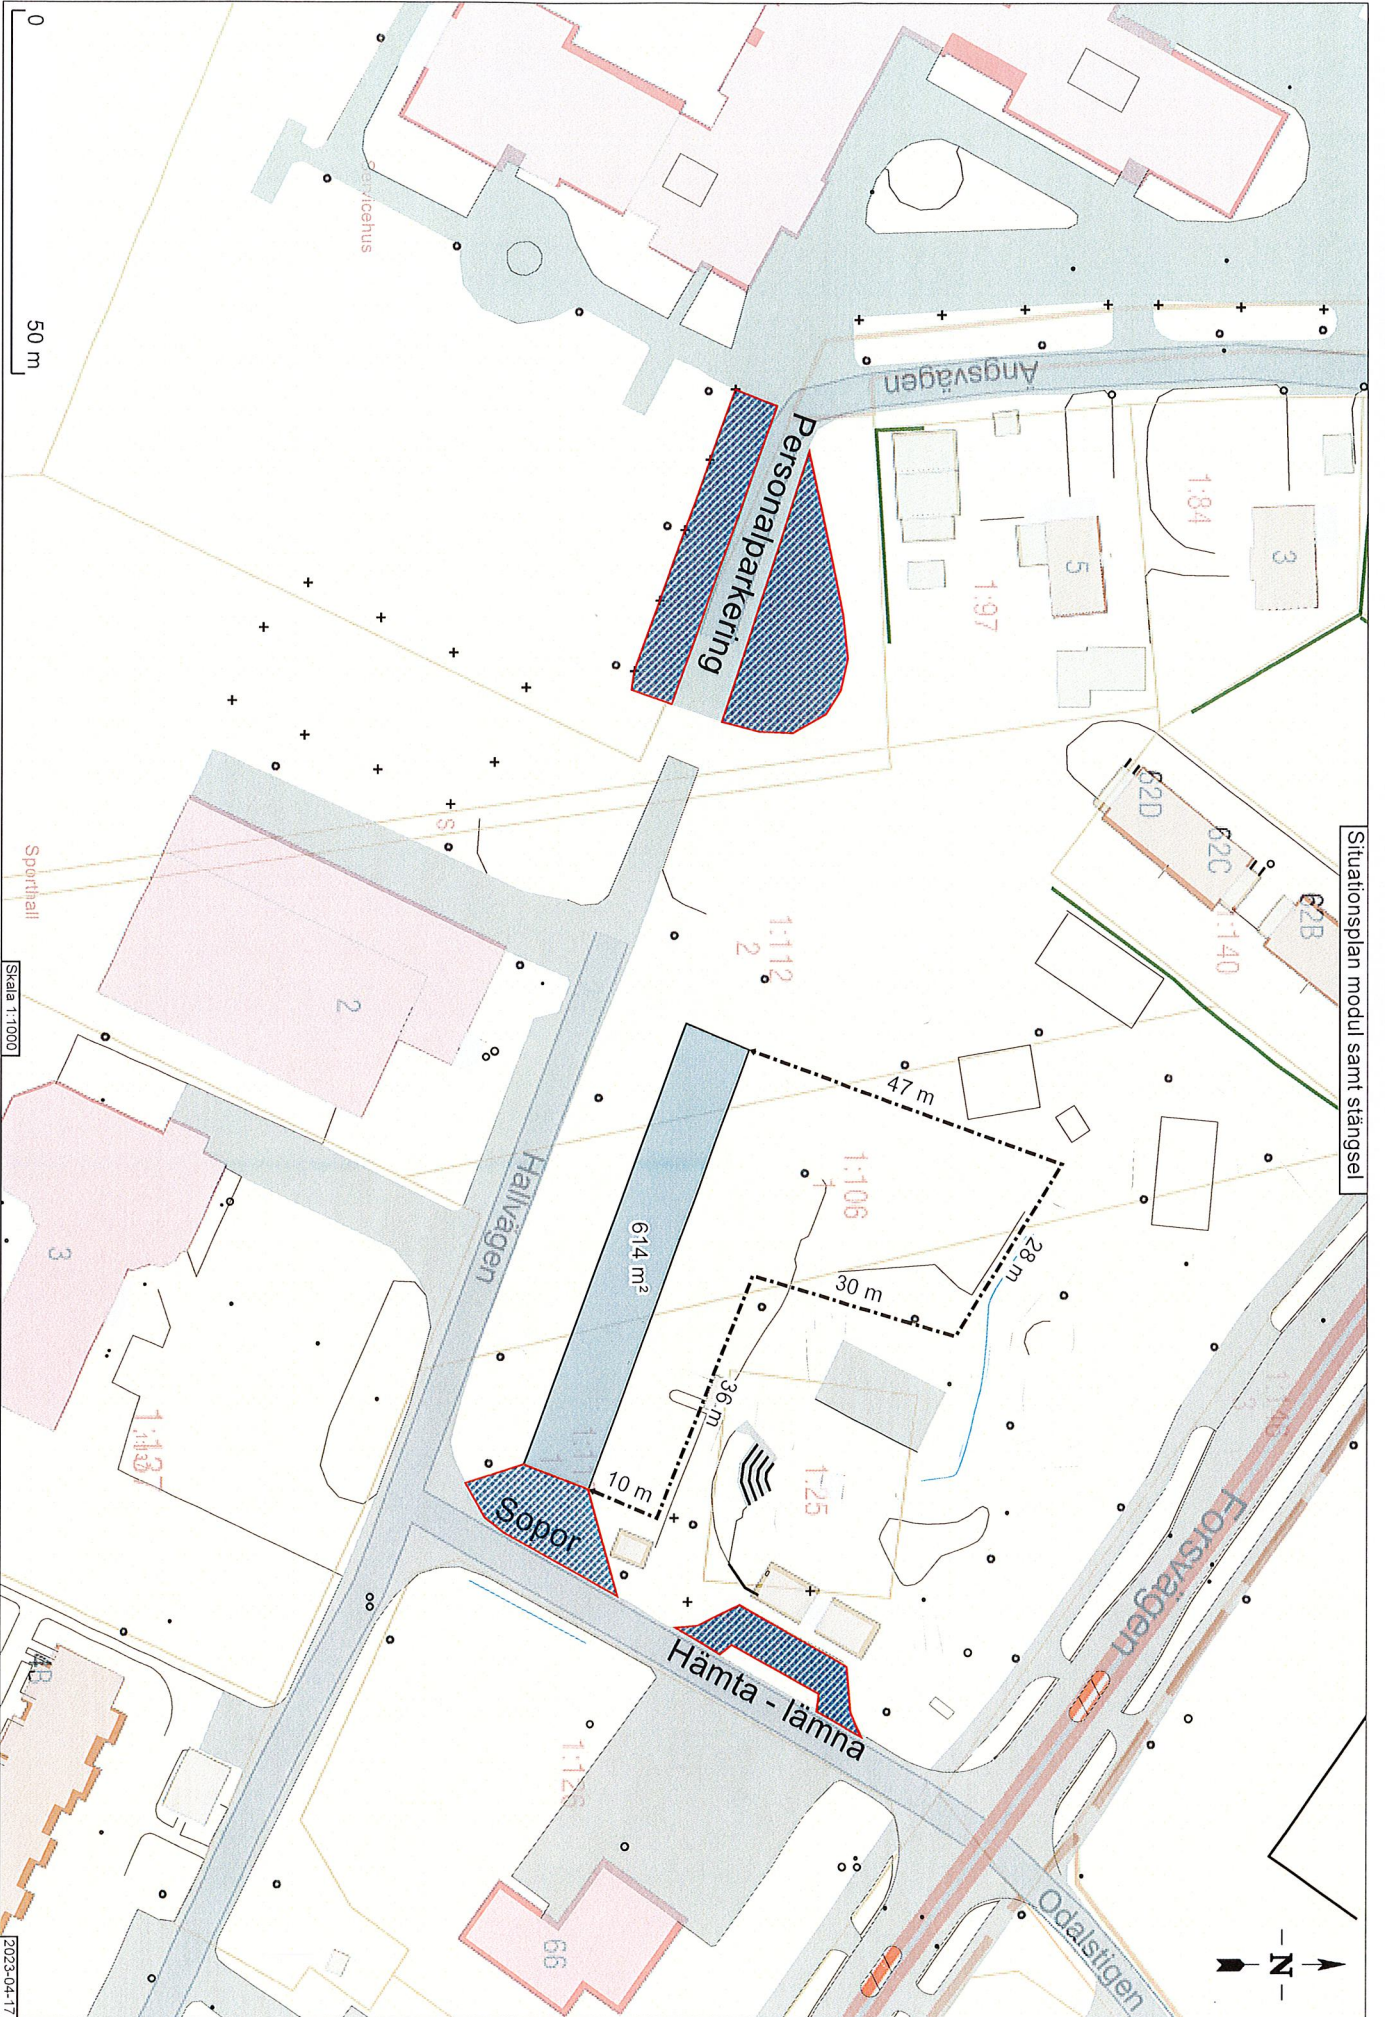 Situationsplan modul samt stängsel
N
Ängsvägen
Personalparkering
Servicehus
1:84
3
5
1:97
62D
62C
62B
1:140
1:112
2
S
Sporthall
2
47 m
28 m
30 m
36 m
10 m
1:106
1
614 m²
Hallvägen
Sopor
Hämta - lämna
1:25
Forsvägen
Odalstigen
3
1:126
66
0
50 m
Skala 1:1000
2023-04-17